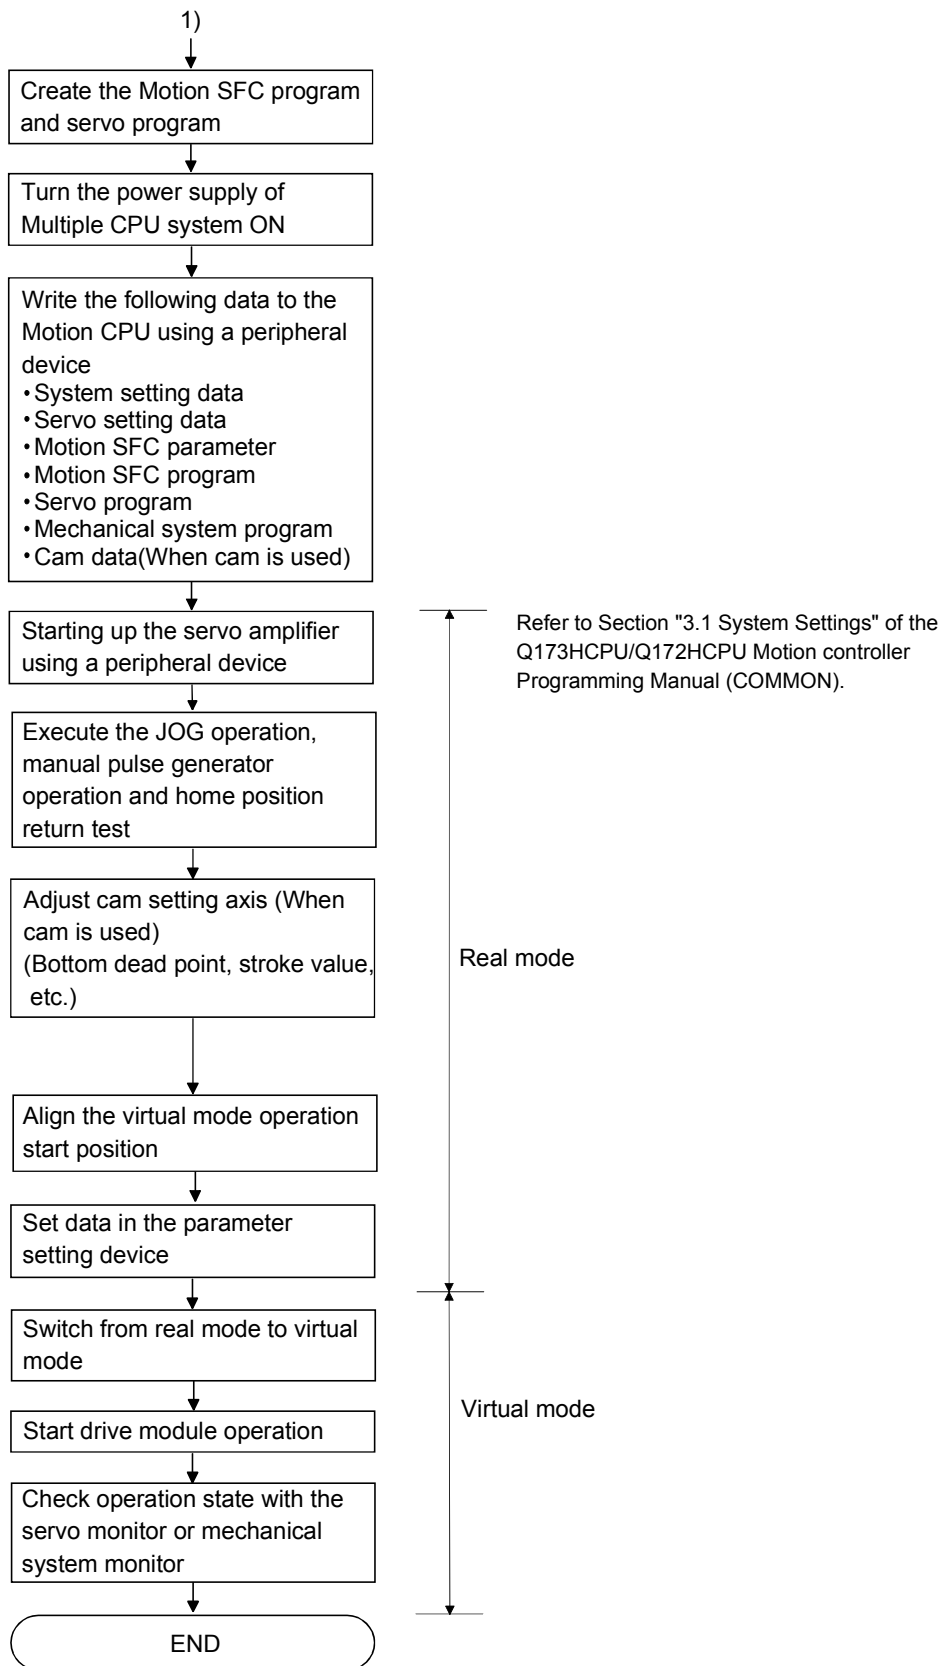 1)
Create the Motion SFC program
and servo program
Turn the power supply of
Multiple CPU system ON
Write the following data to the
Motion CPU using a peripheral
device
・System setting data
・Servo setting data
・Motion SFC parameter
・Motion SFC program
・Servo program
・Mechanical system program
・Cam data(When cam is used)
Starting up the servo amplifier
using a peripheral device
Refer to Section "3.1 System Settings" of the
Q173HCPU/Q172HCPU Motion controller
Programming Manual (COMMON).
Execute the JOG operation,
manual pulse generator
operation and home position
return test
Adjust cam setting axis (When
cam is used)
(Bottom dead point, stroke value,
etc.)
Real mode
Align the virtual mode operation
start position
Set data in the parameter
setting device
Switch from real mode to virtual
mode
Virtual mode
Start drive module operation
Check operation state with the
servo monitor or mechanical
system monitor
END